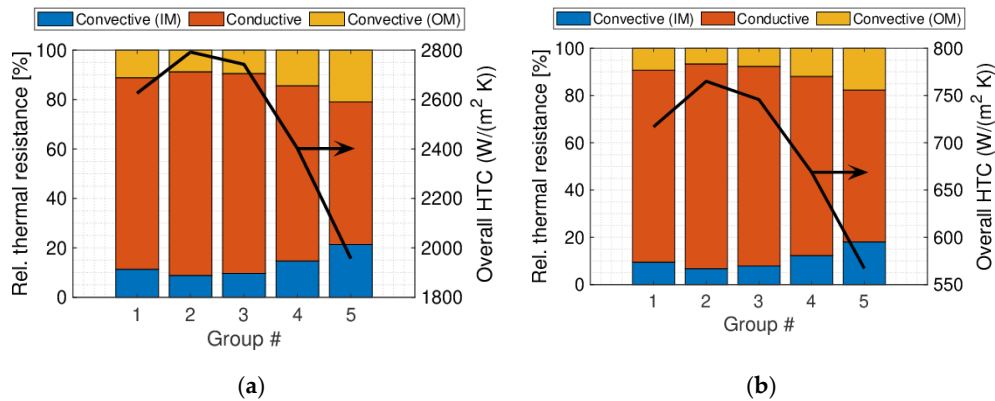 Convective (IM) Conductive Convective (OM)
100
80
60
40
20
0
Rel. thermal resistance [%]
2800
2600
2400
2200
2000
1800
Overall HTC (W/(m² K))
1 2 3 4 5
Group #
(a)
Convective (IM) Conductive Convective (OM)
100
80
60
40
20
0
Rel. thermal resistance [%]
800
750
700
650
600
550
Overall HTC (W/(m² K))
1 2 3 4 5
Group #
(b)